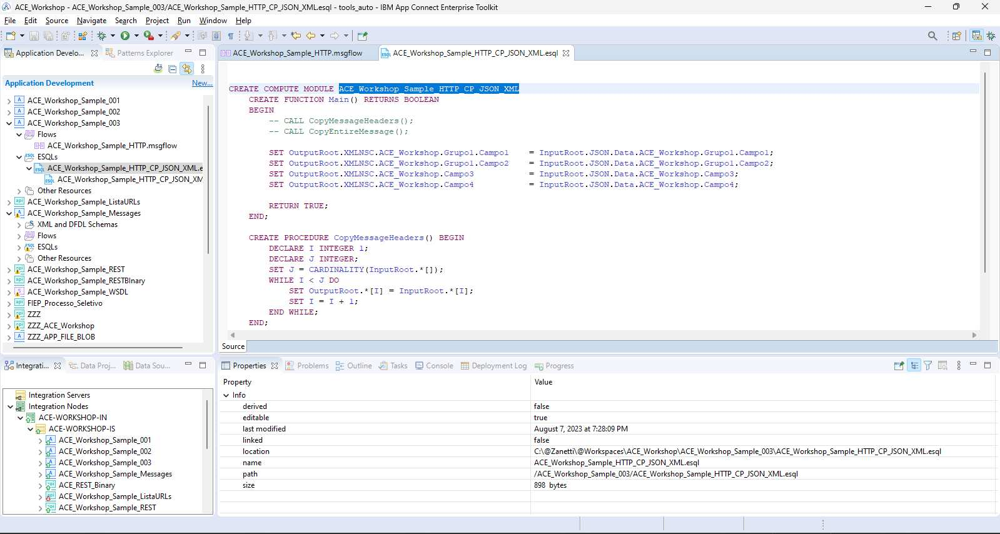 ACE_Workshop - ACE_Workshop_Sample_003/ACE_Workshop_Sample_HTTP_CP_JSON_XML.esql - tools_auto - IBM App Connect Enterprise Toolkit
File Edit Source Navigate Search Project Run Window Help
Application Develo... Patterns Explorer
Application Development New...
ACE_Workshop_Sample_001
ACE_Workshop_Sample_002
ACE_Workshop_Sample_003
Flows
ACE_Workshop_Sample_HTTP.msgflow
ESQLs
ACE_Workshop_Sample_HTTP_CP_JSON_XML.e
ACE_Workshop_Sample_HTTP_CP_JSON_XM
Other Resources
ACE_Workshop_Sample_ListaURLs
ACE_Workshop_Sample_Messages
XML and DFDL Schemas
Flows
ESQLs
Other Resources
ACE_Workshop_Sample_REST
ACE_Workshop_Sample_RESTBInary
ACE_Workshop_Sample_WSDL
FIEP_Processo_Seletivo
ZZZ
ZZZ_ACE_Workshop
ZZZ_APP_FILE_BLOB
ACE_Workshop_Sample_HTTP.msgflow ACE_Workshop_Sample_HTTP_CP_JSON_XML.esql
CREATE COMPUTE MODULE ACE_Workshop_Sample_HTTP_CP_JSON_XML
CREATE FUNCTION Main() RETURNS BOOLEAN
BEGIN
-- CALL CopyMessageHeaders();
-- CALL CopyEntireMessage();
SET OutputRoot.XMLNSC.ACE_Workshop.Grupo1.Campo1 = InputRoot.JSON.Data.ACE_Workshop.Grupo1.Campo1;
SET OutputRoot.XMLNSC.ACE_Workshop.Grupo1.Campo2 = InputRoot.JSON.Data.ACE_Workshop.Grupo1.Campo2;
SET OutputRoot.XMLNSC.ACE_Workshop.Campo3 = InputRoot.JSON.Data.ACE_Workshop.Campo3;
SET OutputRoot.XMLNSC.ACE_Workshop.Campo4 = InputRoot.JSON.Data.ACE_Workshop.Campo4;
RETURN TRUE;
END;
CREATE PROCEDURE CopyMessageHeaders() BEGIN
DECLARE I INTEGER 1;
DECLARE J INTEGER;
SET J = CARDINALITY(InputRoot.*[]);
WHILE I < J DO
SET OutputRoot.*[I] = InputRoot.*[I];
SET I = I + 1;
END WHILE;
END;
Source
Integrati... Data Proj... Data Sou...
Integration Servers
Integration Nodes
ACE-WORKSHOP-IN
ACE-WORKSHOP-IS
ACE_Workshop_Sample_001
ACE_Workshop_Sample_002
ACE_Workshop_Sample_003
ACE_Workshop_Sample_Messages
ACE_REST_Binary
ACE_Workshop_Sample_ListaURLs
ACE_Workshop_Sample_REST
Properties Problems Outline Tasks Console Deployment Log Progress
Property Value
Info
derived false
editable true
last modified August 7, 2023 at 7:28:09 PM
linked false
location C:\@Zanetti\@Workspaces\ACE_Workshop\ACE_Workshop_Sample_003\ACE_Workshop_Sample_HTTP_CP_JSON_XML.esql
name ACE_Workshop_Sample_HTTP_CP_JSON_XML.esql
path /ACE_Workshop_Sample_003/ACE_Workshop_Sample_HTTP_CP_JSON_XML.esql
size 898 bytes